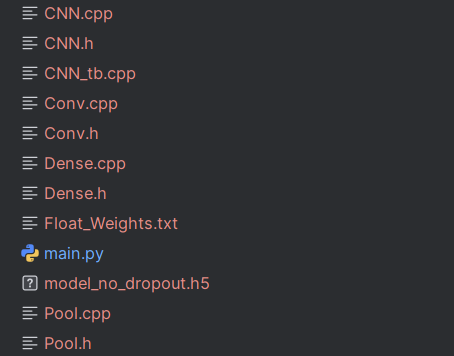 CNN.cpp
CNN.h
CNN_tb.cpp
Conv.cpp
Conv.h
Dense.cpp
Dense.h
Float_Weights.txt
main.py
model_no_dropout.h5
Pool.cpp
Pool.h